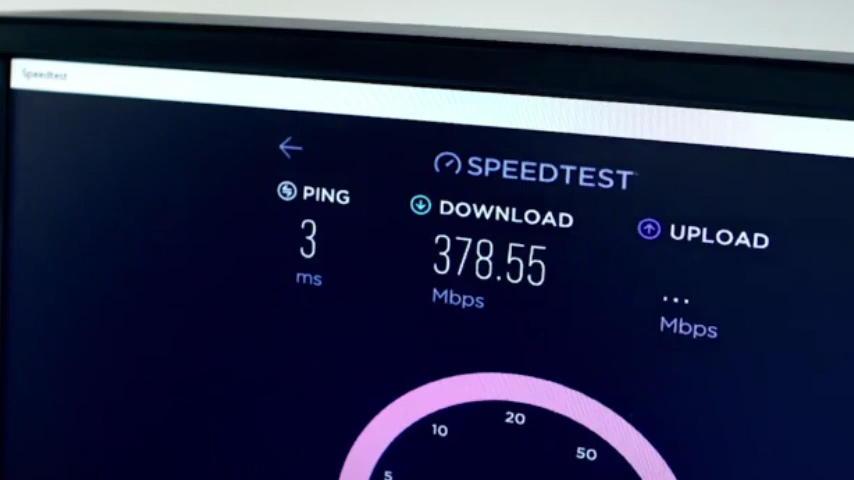 Speedtest
SPEEDTEST
PING
DOWNLOAD
UPLOAD
3
378.55
...
ms
Mbps
Mbps
5
10
20
50